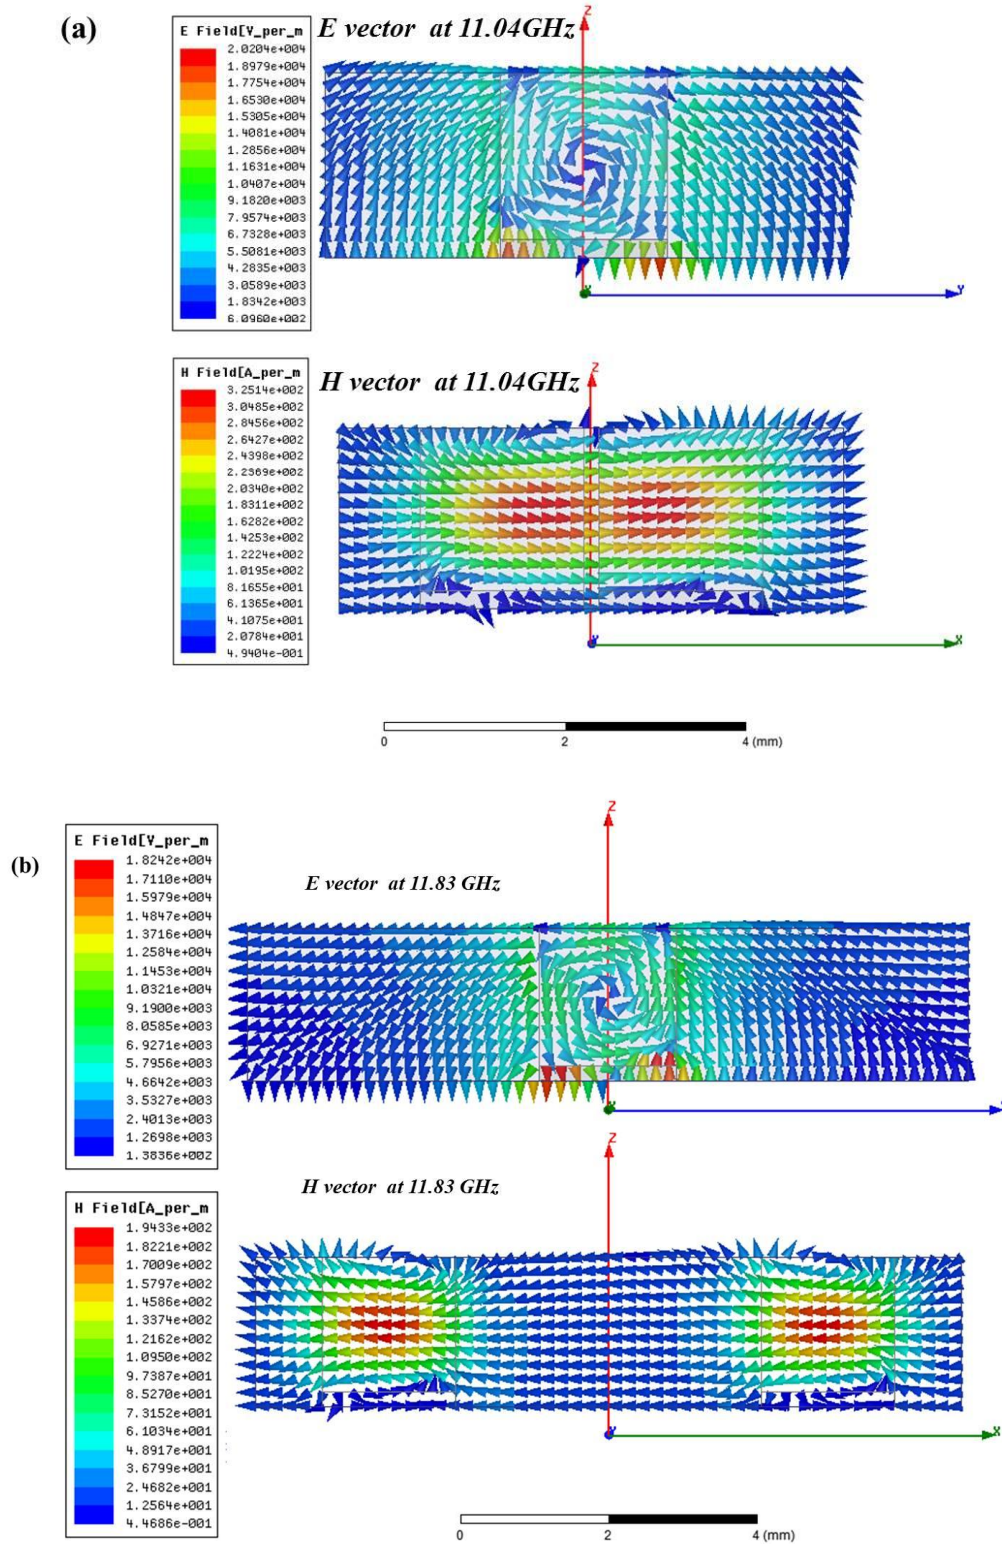 (a)
E Field[V_per_m
2.0204e+004
1.8979e+004
1.7754e+004
1.6530e+004
1.5305e+004
1.4081e+004
1.2856e+004
1.1631e+004
1.0407e+004
9.1820e+003
7.9574e+003
6.7328e+003
5.5081e+003
4.2835e+003
3.0589e+003
1.8342e+003
6.0960e+002
E vector at 11.04GHz
Z
Y
H Field[A_per_m
3.2514e+002
3.0485e+002
2.8456e+002
2.6427e+002
2.4398e+002
2.2369e+002
2.0340e+002
1.8311e+002
1.6282e+002
1.4253e+002
1.2224e+002
1.0195e+002
8.1655e+001
6.1365e+001
4.1075e+001
2.0784e+001
4.9404e-001
H vector at 11.04GHz
Z
X
0 2 4 (mm)
(b)
E Field[V_per_m
1.8242e+004
1.7110e+004
1.5979e+004
1.4847e+004
1.3716e+004
1.2584e+004
1.1453e+004
1.0321e+004
9.1900e+003
8.0585e+003
6.9271e+003
5.7956e+003
4.6642e+003
3.5327e+003
2.4013e+003
1.2698e+003
1.3836e+002
E vector at 11.83 GHz
Z
H Field[A_per_m
1.9433e+002
1.8221e+002
1.7009e+002
1.5797e+002
1.4586e+002
1.3374e+002
1.2162e+002
1.0950e+002
9.7387e+001
8.5270e+001
7.3152e+001
6.1034e+001
4.8917e+001
3.6799e+001
2.4682e+001
1.2564e+001
4.4686e-001
H vector at 11.83 GHz
Z
X
0 2 4 (mm)